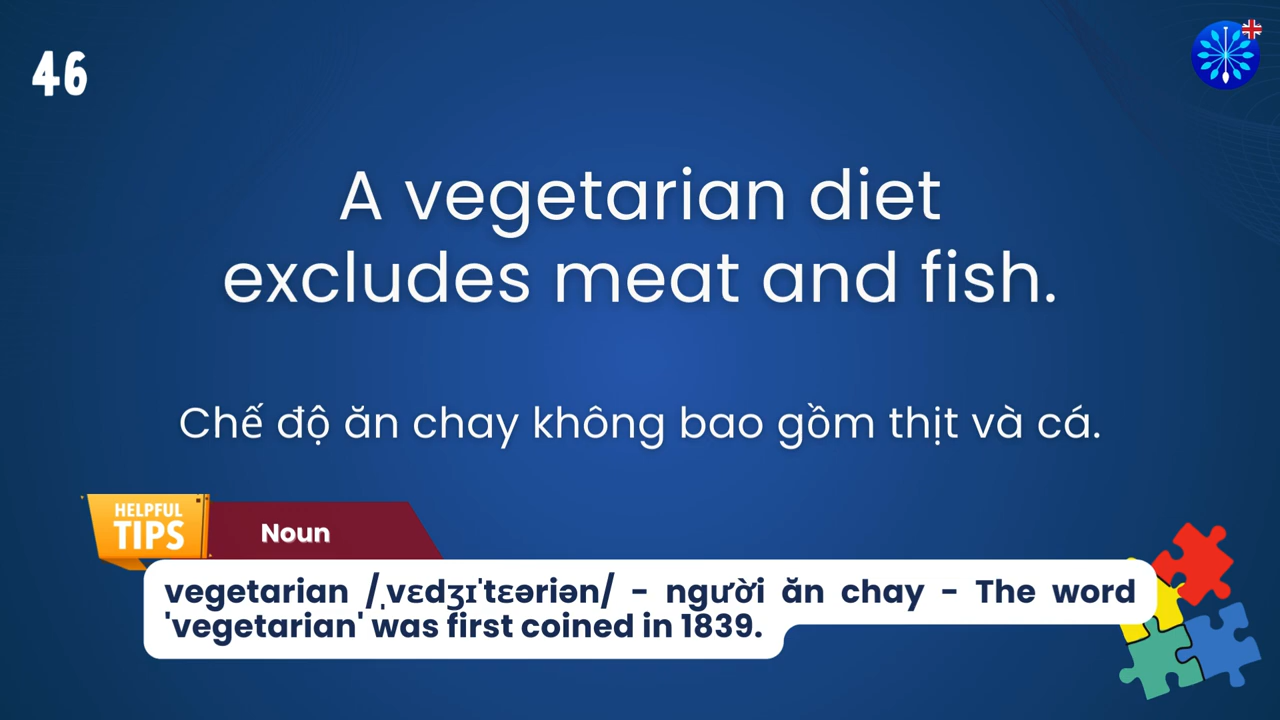 46
A vegetarian diet
excludes meat and fish.
Chế độ ăn chay không bao gồm thịt và cá.
HELPFUL
TIPS
Noun
vegetarian /ˌvɛdʒɪˈtɛəriən/ - người ăn chay - The word
'vegetarian' was first coined in 1839.